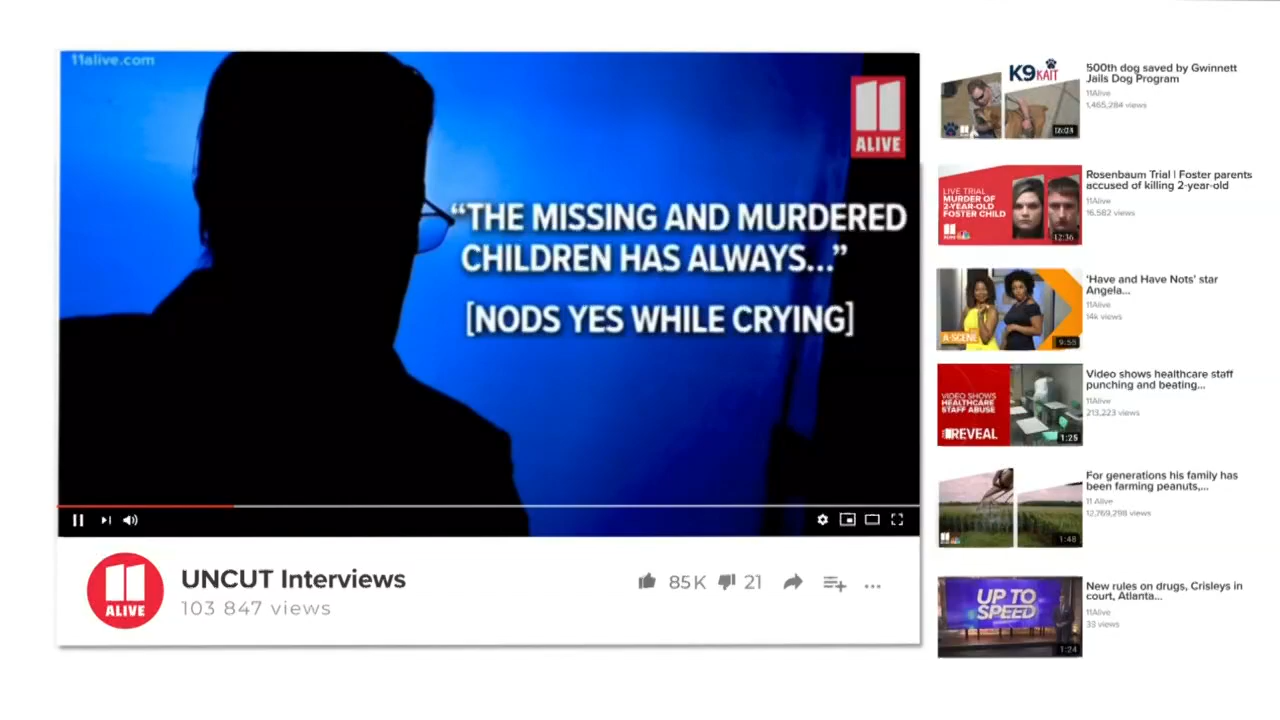 11alive.com
11
ALIVE
“THE MISSING AND MURDERED
CHILDREN HAS ALWAYS...”
[NODS YES WHILE CRYING]
11
ALIVE
UNCUT Interviews
103 847 views
85K
21
K9 KAIT
16:04
500th dog saved by Gwinnett
Jails Dog Program
11Alive
1,465,284 views
LIVE TRIAL
MURDER OF
2-YEAR-OLD
FOSTER CHILD
12:36
Rosenbaum Trial | Foster parents
accused of killing 2-year-old
11Alive
16,582 views
A-SCENE
9:58
'Have and Have Nots' star
Angela...
11Alive
14k views
VIDEO SHOWS
HEALTHCARE
STAFF ABUSE
REVEAL
1:25
Video shows healthcare staff
punching and beating...
11Alive
213,223 views
1:48
For generations his family has
been farming peanuts,...
11 Alive
12,769,298 views
UP TO
SPEED
1:24
New rules on drugs, Crisleys in
court, Atlanta...
11Alive
33 views